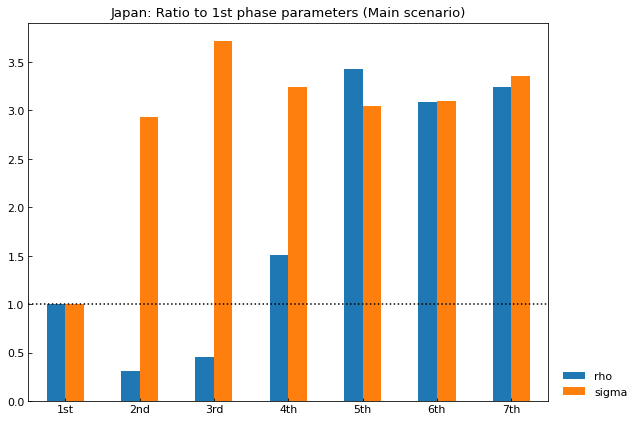 Japan: Ratio to 1st phase parameters (Main scenario)
3.5
3.0
2.5
2.0
1.5
1.0
0.5
0.0
1st 2nd 3rd 4th 5th 6th 7th
rho
sigma